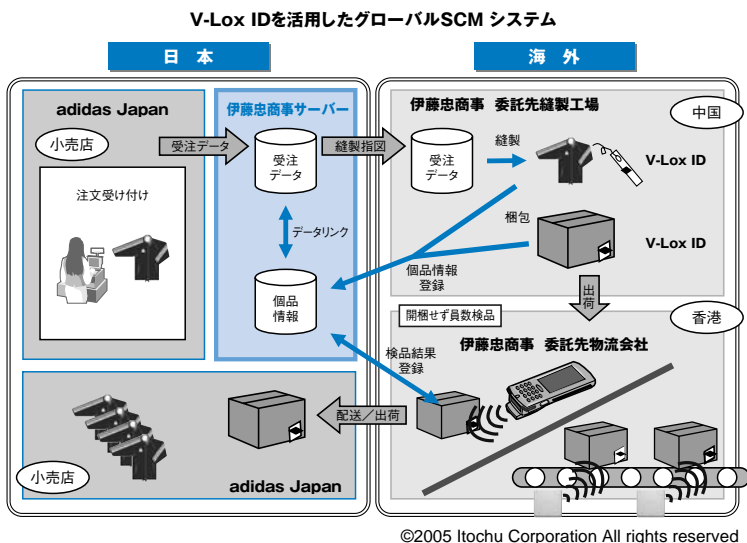 V-Lox IDを活用したグローバルSCM システム
日 本
海 外
adidas Japan
小売店
注文受け付け
受注データ
伊藤忠商事サーバー
受注
データ
データリンク
個品
情報
縫製指図
伊藤忠商事 委託先縫製工場
中国
受注
データ
縫製
V-Lox ID
梱包
V-Lox ID
個品情報
登録
出荷
開梱せず員数検品
香港
伊藤忠商事 委託先物流会社
検品結果
登録
配送／出荷
小売店
adidas Japan
©2005 Itochu Corporation All rights reserved